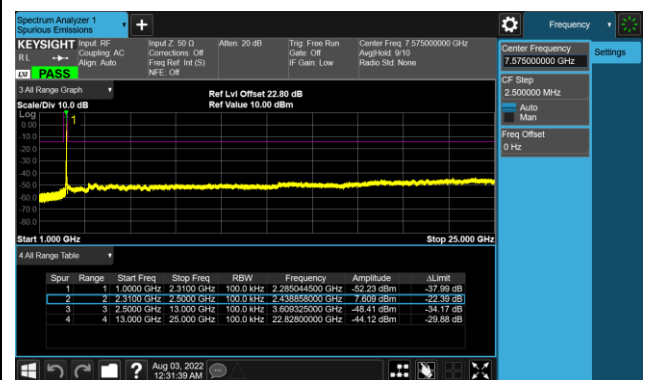 Spectrum Analyzer 1
Spurious Emissions
Frequency
KEYSIGHT
RL
LXI
PASS
Input: RF
Coupling: AC
Align: Auto
Input Z: 50 Ω
Corrections: Off
Freq Ref: Int (S)
NFE: Off
Atten: 20 dB
Trig: Free Run
Gate: Off
IF Gain: Low
Center Freq: 7.575000000 GHz
Avg|Hold: 9/10
Radio Std: None
Center Frequency
7.575000000 GHz
Settings
CF Step
2.500000 MHz
Auto
Man
Freq Offset
0 Hz
3 All Range Graph
Scale/Div 10.0 dB
Ref Lvl Offset 22.80 dB
Ref Value 10.00 dBm
Log
0.00
-10.0
-20.0
-30.0
-40.0
-50.0
-60.0
-70.0
-80.0
1
Start 1.000 GHz
Stop 25.000 GHz
4 All Range Table
Spur Range Start Freq Stop Freq RBW Frequency Amplitude ΔLimit
1 1 1.0000 GHz 2.3100 GHz 100.0 kHz 2.285044500 GHz -52.23 dBm -37.99 dB
2 2 2.3100 GHz 2.5000 GHz 100.0 kHz 2.438858000 GHz 7.609 dBm -22.39 dB
3 3 2.5000 GHz 13.000 GHz 100.0 kHz 3.609325000 GHz -48.41 dBm -34.17 dB
4 4 13.000 GHz 25.000 GHz 100.0 kHz 22.82800000 GHz -44.12 dBm -29.88 dB
?
Aug 03, 2022
12:31:39 AM